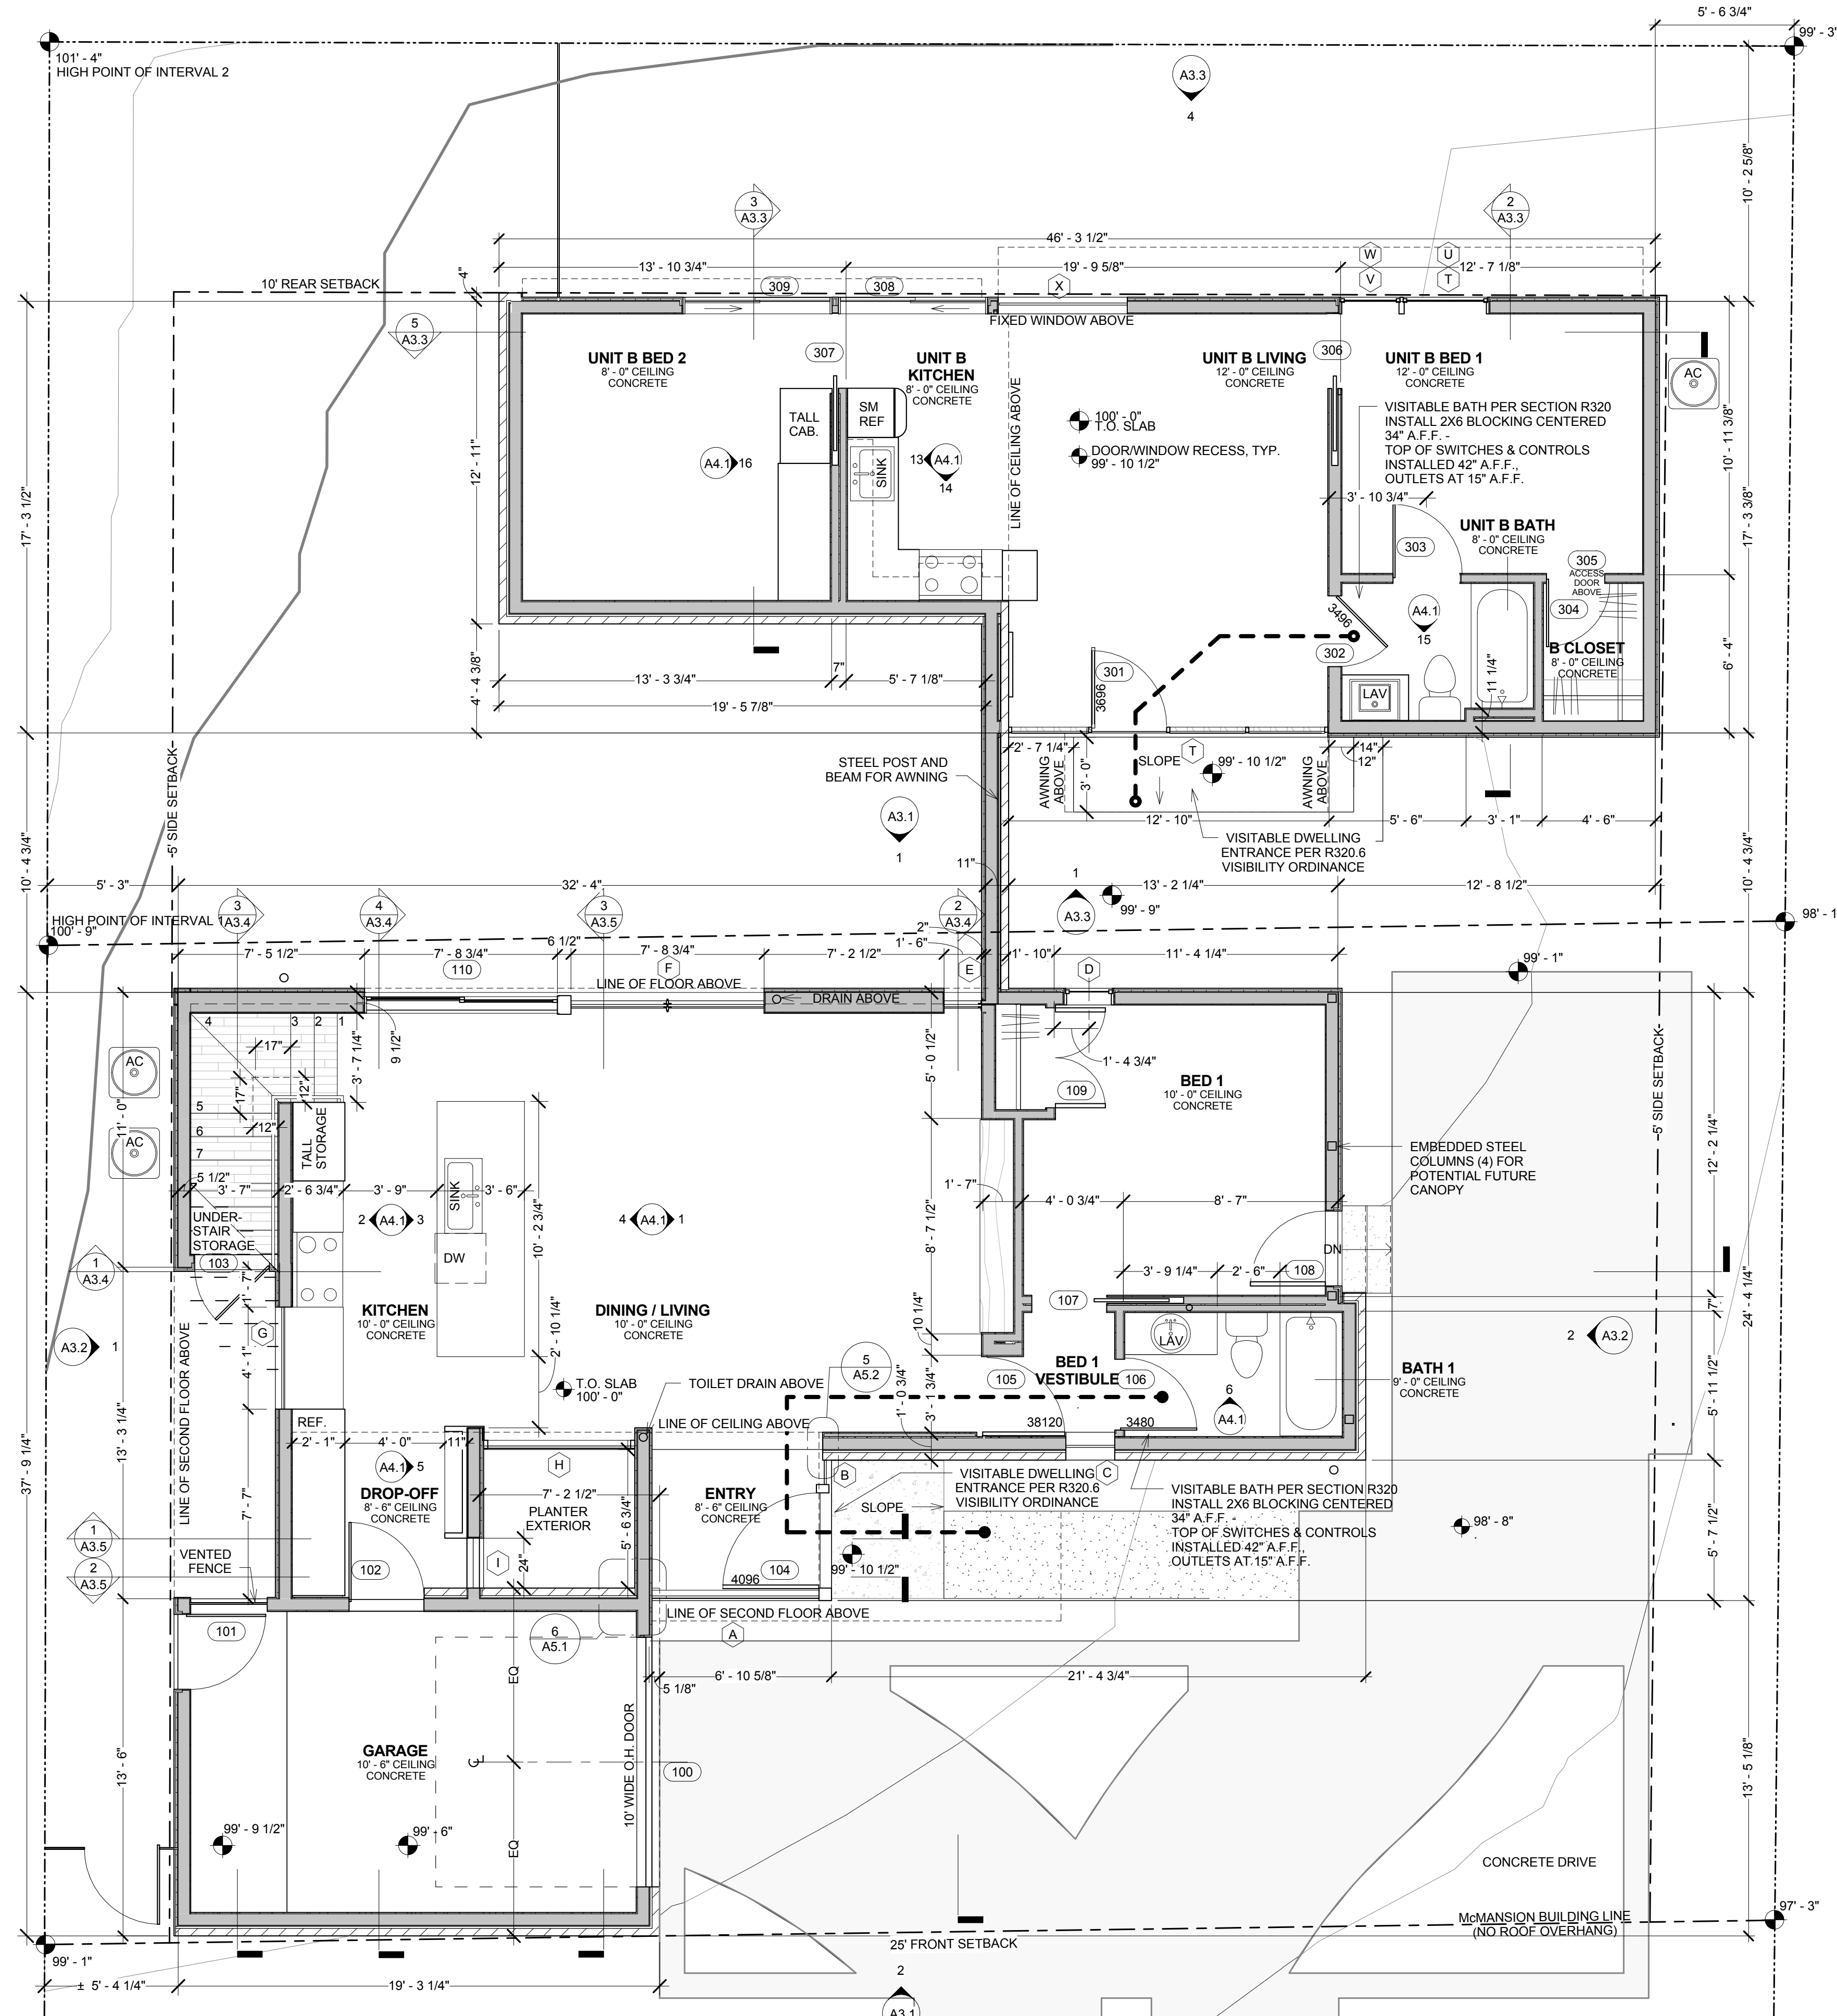 5' - 6 3/4"
101' - 4"
HIGH POINT OF INTERVAL 2
99' - 3"
A3.3
4
10' - 2 5/8"
3
A3.3
2
A3.3
46' - 3 1/2"
13' - 10 3/4"
19' - 9 5/8"
12' - 7 1/8"
W
V
U
T
X
4"
10' REAR SETBACK
309
308
5
A3.3
FIXED WINDOW ABOVE
307
306
UNIT B BED 2
8' - 0" CEILING
CONCRETE
UNIT B
KITCHEN
8' - 0" CEILING
CONCRETE
UNIT B LIVING
12' - 0" CEILING
CONCRETE
UNIT B BED 1
12' - 0" CEILING
CONCRETE
AC
TALL
CAB.
SM
REF
LINE OF CEILING ABOVE
100' - 0"
T.O. SLAB
DOOR/WINDOW RECESS, TYP.
99' - 10 1/2"
VISITABLE BATH PER SECTION R320
INSTALL 2X6 BLOCKING CENTERED
34" A.F.F. -
TOP OF SWITCHES & CONTROLS
INSTALLED 42" A.F.F.,
OUTLETS AT 15" A.F.F.
10' - 11 3/8"
17' - 3 1/2"
12' - 11"
A4.1
16
SINK
13
A4.1
14
3' - 10 3/4"
17' - 3 3/8"
UNIT B BATH
8' - 0" CEILING
CONCRETE
303
305
ACCESS
DOOR
ABOVE
304
3496
A4.1
15
302
B CLOSET
8' - 0" CEILING
CONCRETE
6' - 4"
4' - 4 3/8"
13' - 3 3/4"
7"
5' - 7 1/8"
19' - 5 7/8"
301
3696
LAV
11 1/4"
STEEL POST AND
BEAM FOR AWNING
2' - 7 1/4"
AWNING
ABOVE
3' - 0"
SLOPE
T
99' - 10 1/2"
AWNING
ABOVE
14"
12"
5' SIDE SETBACK
A3.1
1
12' - 10"
5' - 6"
3' - 1"
4' - 6"
VISITABLE DWELLING
ENTRANCE PER R320.6
VISIBILITY ORDINANCE
10' - 4 3/4"
10' - 4 3/4"
11"
5' - 3"
32' - 4"
1
A3.3
13' - 2 1/4"
12' - 8 1/2"
99' - 9"
HIGH POINT OF INTERVAL 1
100' - 9"
3
A3.4
4
A3.4
3
A3.5
2
A3.4
98' - 1
2"
1' - 6"
7' - 5 1/2"
7' - 8 3/4"
6 1/2"
7' - 8 3/4"
7' - 2 1/2"
1' - 10"
11' - 4 1/4"
110
F
E
D
99' - 1"
LINE OF FLOOR ABOVE
DRAIN ABOVE
4
3
2
1
17"
3' - 7 1/4"
9 1/2"
5' - 0 1/2"
1' - 4 3/4"
109
BED 1
10' - 0" CEILING
CONCRETE
5' SIDE SETBACK
AC
AC
11' - 0"
17"
12"
12"
5
6
7
TALL
STORAGE
EMBEDDED STEEL
COLUMNS (4) FOR
POTENTIAL FUTURE
CANOPY
12' - 2 1/4"
5 1/2"
3' - 7"
2' - 6 3/4"
3' - 9"
SINK
3' - 6"
1' - 7"
4' - 0 3/4"
8' - 7"
UNDER-
STAIR
STORAGE
2
A4.1
3
DW
10' - 2 3/4"
4
A4.1
1
8' - 7 1/2"
DN
1
A3.4
103
1' - 7"
3' - 9 1/4"
2' - 6"
108
107
7"
24' - 4 1/4"
KITCHEN
10' - 0" CEILING
CONCRETE
DINING / LIVING
10' - 0" CEILING
CONCRETE
10 1/4"
LAV
A3.2
1
G
4' - 1"
LINE OF SECOND FLOOR ABOVE
2' - 10 1/4"
5
A5.2
BED 1
VESTIBULE
105
106
2
A3.2
BATH 1
9' - 0" CEILING
CONCRETE
5' - 11 1/2"
T.O. SLAB
100' - 0"
TOILET DRAIN ABOVE
1' - 0 3/4"
3' - 1 3/4"
6
A4.1
REF.
LINE OF CEILING ABOVE
38120
3480
37' - 9 1/4"
13' - 3 1/4"
2' - 1"
4' - 0"
11"
A4.1
5
H
B
C
DROP-OFF
8' - 6" CEILING
CONCRETE
7' - 2 1/2"
PLANTER
EXTERIOR
ENTRY
8' - 6" CEILING
CONCRETE
VISITABLE DWELLING
ENTRANCE PER R320.6
VISIBILITY ORDINANCE
SLOPE
VISITABLE BATH PER SECTION R320
INSTALL 2X6 BLOCKING CENTERED
34" A.F.F. -
TOP OF SWITCHES & CONTROLS
INSTALLED 42" A.F.F.,
OUTLETS AT 15" A.F.F.
98' - 8"
5' - 7 1/2"
7' - 7"
1
A3.5
2
A3.5
VENTED
FENCE
102
I
24"
5' - 6 3/4"
104
4096
99' - 10 1/2"
101
LINE OF SECOND FLOOR ABOVE
A
6
A5.1
EQ
6' - 10 5/8"
5 1/8"
21' - 4 3/4"
13' - 6"
GARAGE
10' - 6" CEILING
CONCRETE
CL
10' WIDE O.H. DOOR
100
13' - 5 1/8"
99' - 9 1/2"
99' - 6"
EQ
CONCRETE DRIVE
McMANSION BUILDING LINE
(NO ROOF OVERHANG)
97' - 3"
25' FRONT SETBACK
99' - 1"
± 5' - 4 1/4"
19' - 3 1/4"
2
A3.1